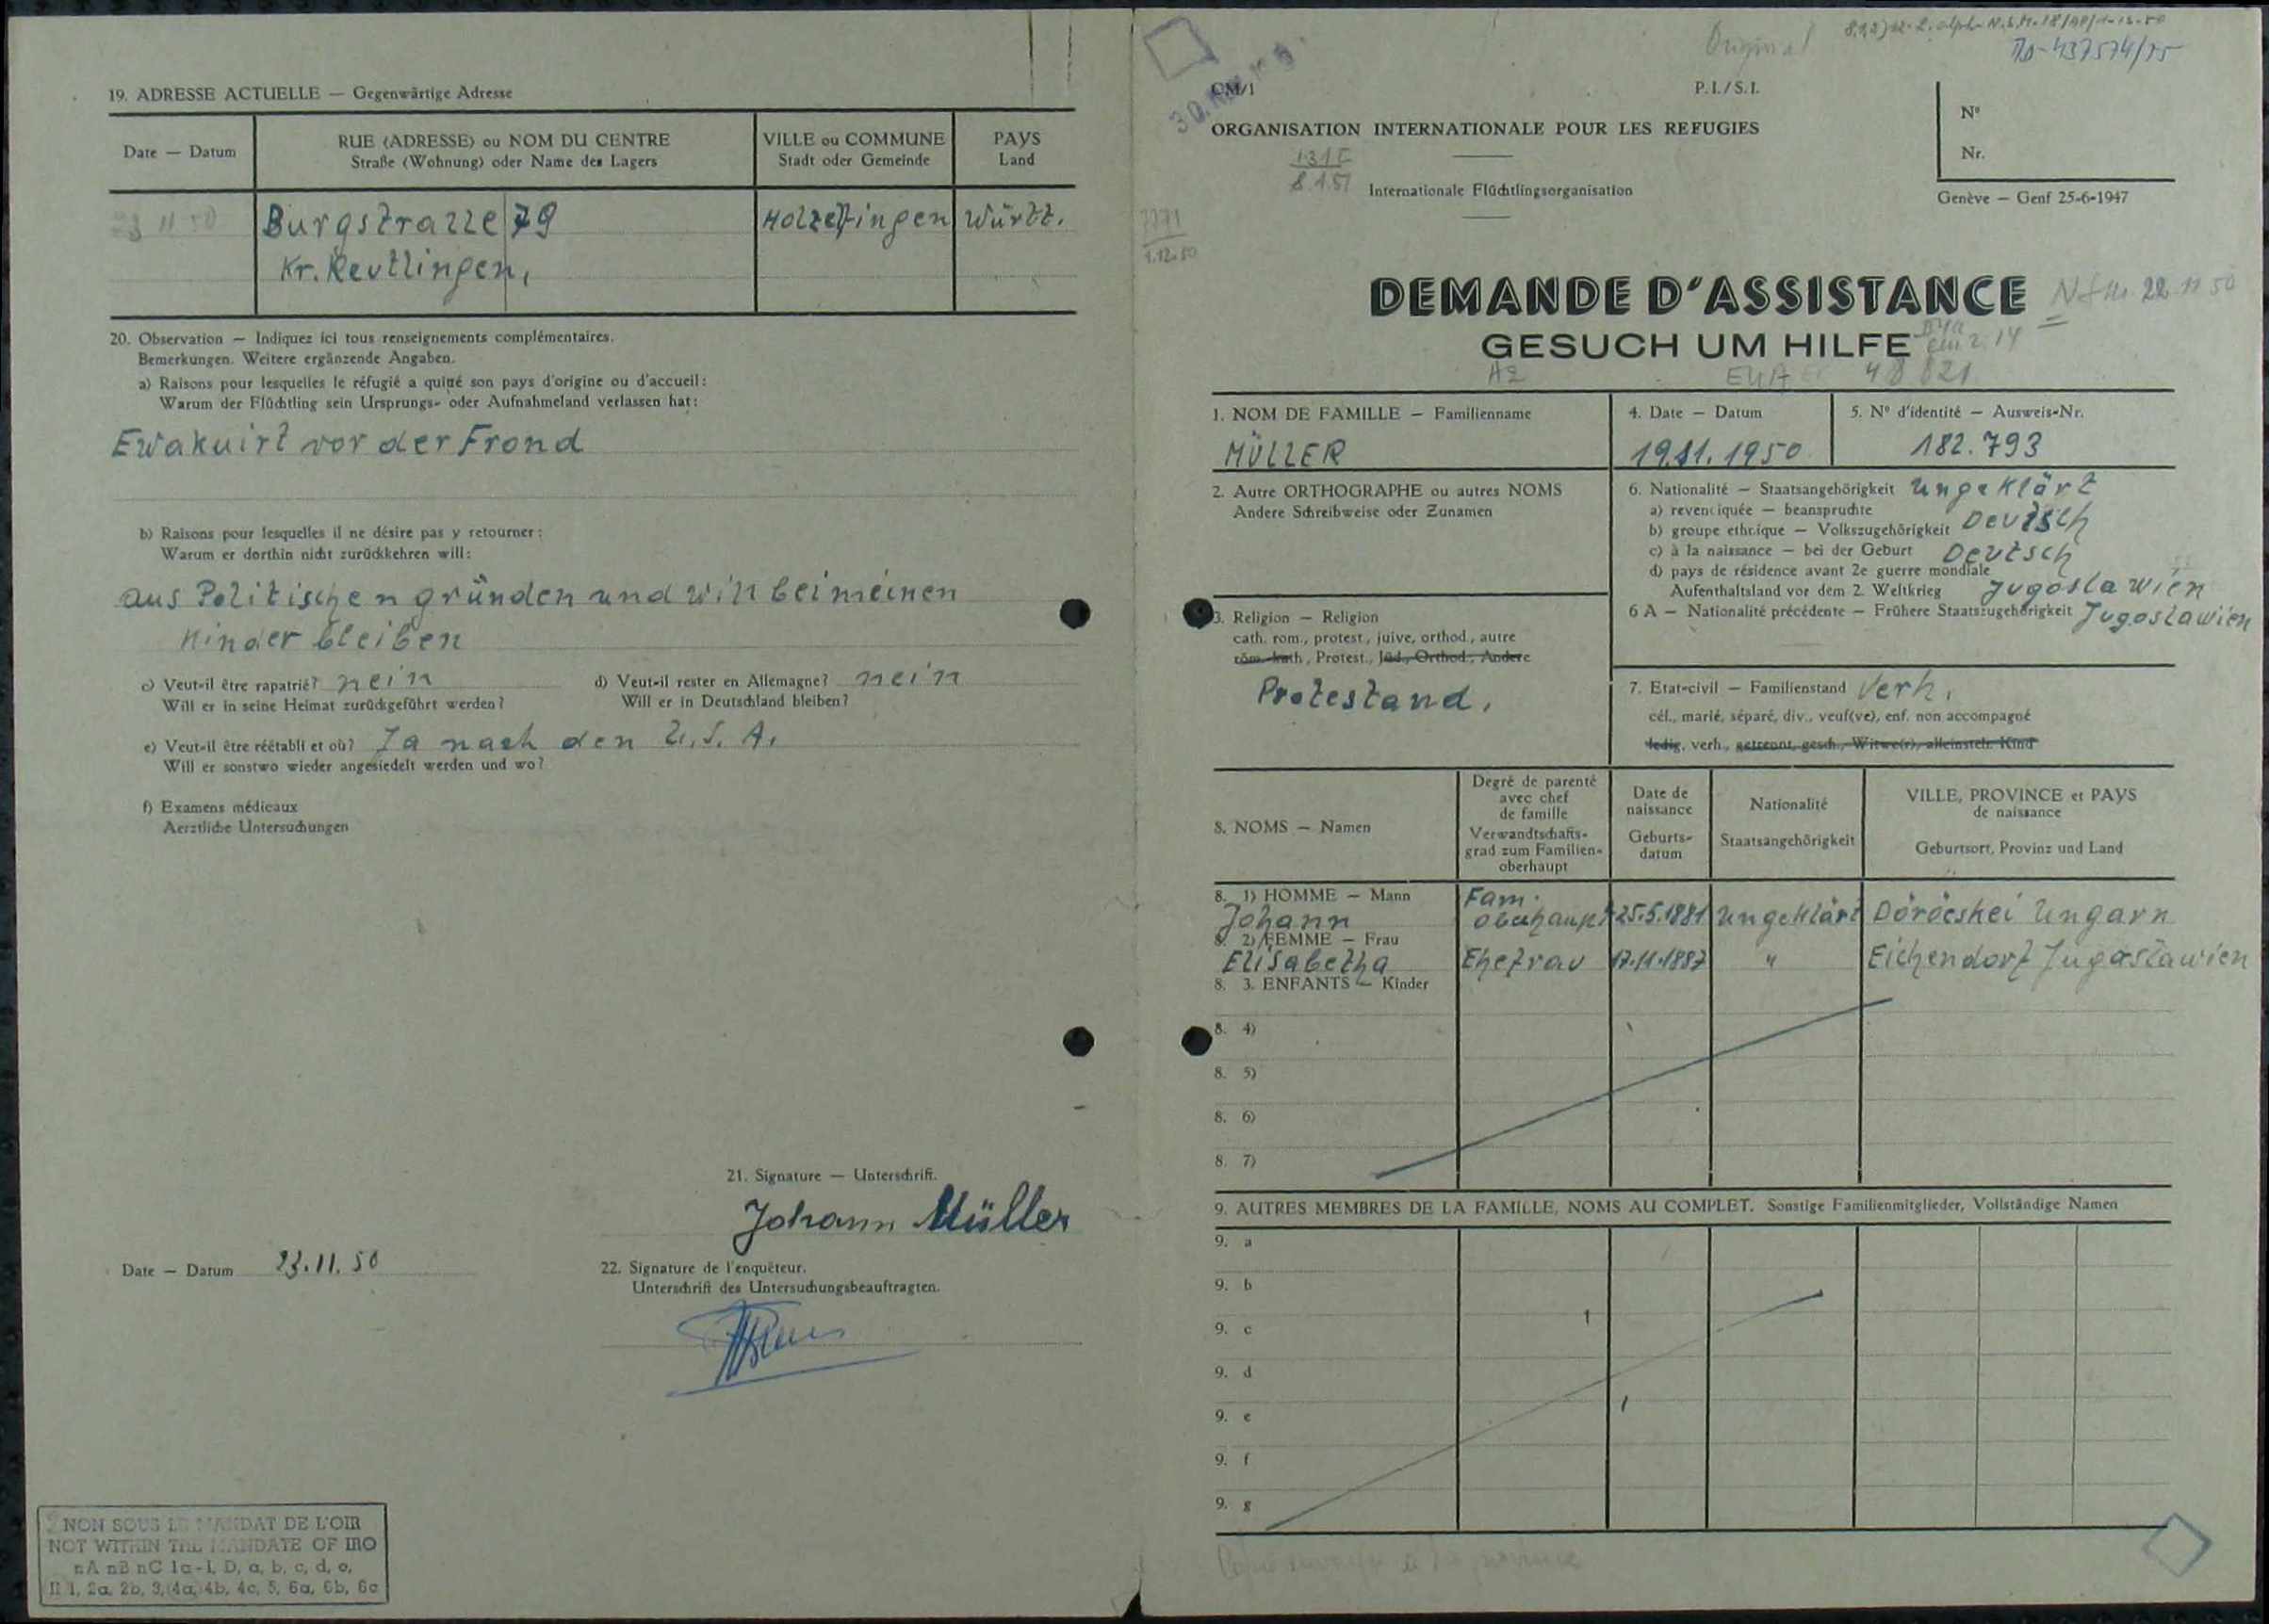 19. ADRESSE ACTUELLE — Gegenwärtige Adresse
Date — Datum
RUE (ADRESSE) ou NOM DU CENTRE
Straße (Wohnung) oder Name des Lagers
VILLE ou COMMUNE
Stadt oder Gemeinde
PAYS
Land
3 11 50 Burgstrazze 79 Holzelfingen Württ.
Kr. Reutlingen,
20. Observation — Indiquez ici tous renseignements complémentaires.
Bemerkungen. Weitere ergänzende Angaben.
a) Raisons pour lesquelles le réfugié a quitté son pays d'origine ou d'accueil:
Warum der Flüchtling sein Ursprungs- oder Aufnahmeland verlassen hat:
Ewakuirt vor der Frond
b) Raisons pour lesquelles il ne désire pas y retourner:
Warum er dorthin nicht zurückkehren will:
aus Politischen gründen und will bei meinen
Kinder bleiben
c) Veut-il être rapatrié? nein
Will er in seine Heimat zurückgeführt werden?
d) Veut-il rester en Allemagne? nein
Will er in Deutschland bleiben?
e) Veut-il être réétabli et où? Ja nach den U.S.A.
Will er sonstwo wieder angesiedelt werden und wo?
f) Examens médicaux
Aerztliche Untersuchungen
21. Signature — Unterschrift.
Johann Müller
Date — Datum 23.11.50
22. Signature de l'enquêteur.
Unterschrift des Untersuchungsbeauftragten.
NON SOUS LE MANDAT DE L'OIR
NOT WITHIN THE MANDATE OF IRO
nA nB nC 1a-1, D, a, b, c, d, e,
II 1, 2a, 2b, 3, 4a, 4b, 4c, 5, 6a, 6b, 6c
Original
437574/75
CM/1
P.I./S.I.
ORGANISATION INTERNATIONALE POUR LES REFUGIES
Internationale Flüchtlingsorganisation
8.1.51
1.12.50
N°
Nr.
Genève — Genf 25-6-1947
DEMANDE D'ASSISTANCE
22 11 50
GESUCH UM HILFE
A2
48 821
1. NOM DE FAMILLE — Familienname
MÜLLER
4. Date — Datum
19.11.1950
5. N° d'identité — Ausweis-Nr.
182.793
2. Autre ORTHOGRAPHE ou autres NOMS
Andere Schreibweise oder Zunamen
6. Nationalité — Staatsangehörigkeit Ungeklärt
a) revendiquée — beanspruchte
b) groupe ethnique — Volkszugehörigkeit Deutsch
c) à la naissance — bei der Geburt Deutsch
d) pays de résidence avant 2e guerre mondiale
Aufenthaltsland vor dem 2. Weltkrieg Jugoslawien
6 A — Nationalité précédente — Frühere Staatszugehörigkeit Jugoslawien
3. Religion — Religion
cath. rom., protest., juive, orthod., autre
röm.-kath., Protest., Jüd., Orthod., Andere
Protestand,
7. Etat-civil — Familienstand Verh.
cél., marié, séparé, div., veuf(ve), enf. non accompagné
ledig, verh., getrennt, gesch., Witwe(r), alleinsteh. Kind
8. NOMS — Namen
Degré de parenté
avec chef
de famille
Verwandtschafts-
grad zum Familien-
oberhaupt
Date de
naissance
Geburts-
datum
Nationalité
Staatsangehörigkeit
VILLE, PROVINCE et PAYS
de naissance
Geburtsort, Provinz und Land
8. 1) HOMME — Mann Fam.
Johann oberhaupt 25.5.1881 Ungeklärt Döröcskei Ungarn
8. 2) FEMME — Frau
Elisabetha Ehefrau 17.11.1887 " Eichendorf Jugoslawien
8. 3. ENFANTS — Kinder
8. 4)
8. 5)
8. 6)
8. 7)
9. AUTRES MEMBRES DE LA FAMILLE, NOMS AU COMPLET. Sonstige Familienmitglieder, Vollständige Namen
9. a
9. b
9. c
9. d
9. e
9. f
9. g